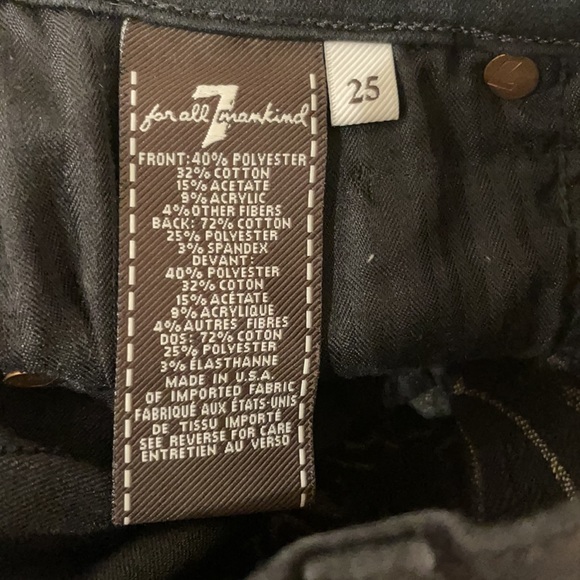 7
for all mankind
25
FRONT: 40% POLYESTER
32% COTTON
15% ACETATE
9% ACRYLIC
4% OTHER FIBERS
BACK: 72% COTTON
25% POLYESTER
3% SPANDEX
DEVANT:
40% POLYESTER
32% COTON
15% ACÉTATE
9% ACRYLIQUE
4% AUTRES FIBRES
DOS: 72% COTON
25% POLYESTER
3% ÉLASTHANNE
MADE IN U.S.A.
OF IMPORTED FABRIC
FABRIQUÉ AUX ÉTATS-UNIS
DE TISSU IMPORTÉ
SEE REVERSE FOR CARE
ENTRETIEN AU VERSO